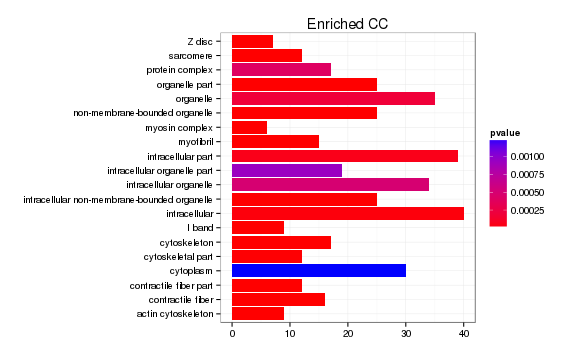 Enriched CC
Z disc
sarcomere
protein complex
organelle part
organelle
non-membrane-bounded organelle
myosin complex
myofibril
intracellular part
intracellular organelle part
intracellular organelle
intracellular non-membrane-bounded organelle
intracellular
I band
cytoskeleton
cytoskeletal part
cytoplasm
contractile fiber part
contractile fiber
actin cytoskeleton
0 10 20 30 40
pvalue
0.00100
0.00075
0.00050
0.00025